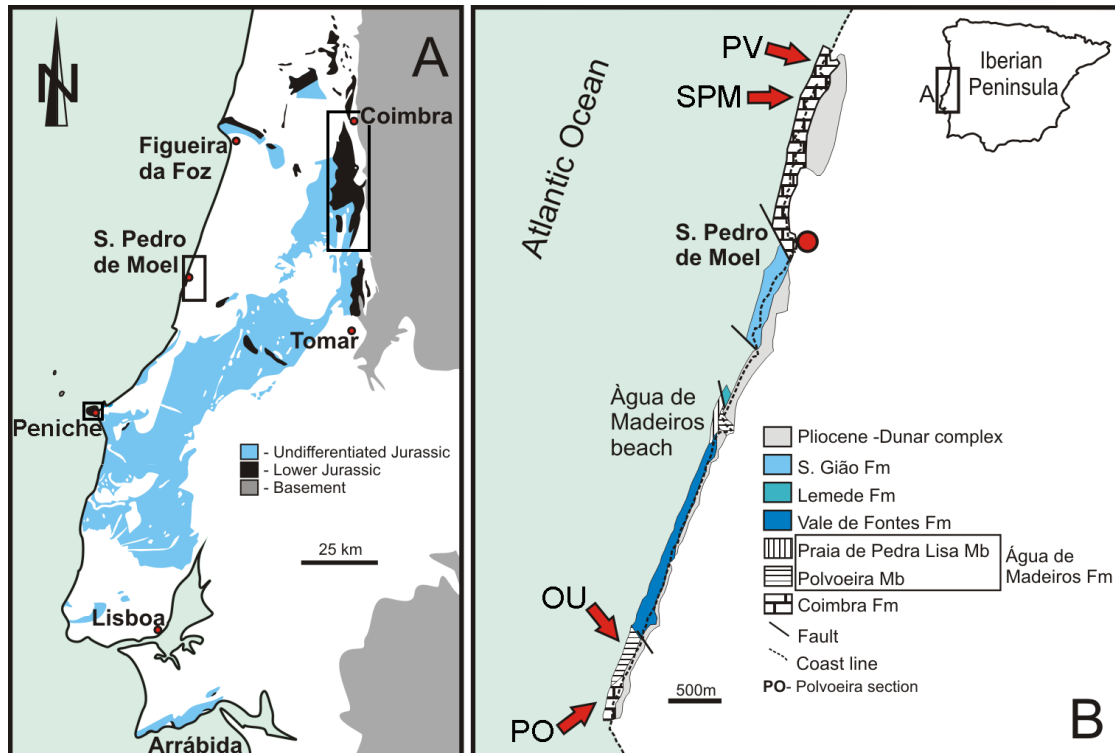 A
N
Coimbra
Figueira
da Foz
S. Pedro
de Moel
Tomar
Peniche
- Undifferentiated Jurassic
- Lower Jurassic
- Basement
25 km
Lisboa
Arrábida
PV
SPM
Iberian
Peninsula
A
Atlantic Ocean
S. Pedro
de Moel
Àgua de
Madeiros
beach
Pliocene -Dunar complex
S. Gião Fm
Lemede Fm
Vale de Fontes Fm
Praia de Pedra Lisa Mb
Polvoeira Mb
Água de
Madeiros Fm
Coimbra Fm
Fault
Coast line
PO- Polvoeira section
OU
500m
PO
B